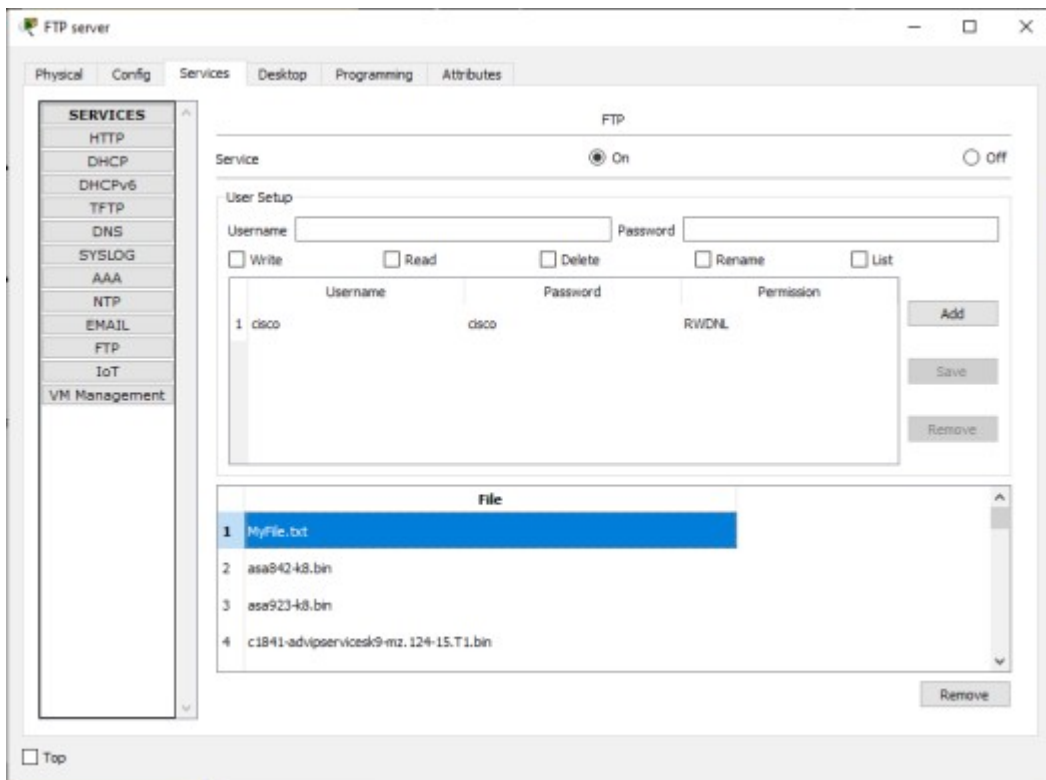 FTP server
Physical Config Services Desktop Programming Attributes
SERVICES
HTTP
DHCP
DHCPv6
TFTP
DNS
SYSLOG
AAA
NTP
EMAIL
FTP
IoT
VM Management
FTP
Service On Off
User Setup
Username Password
Write Read Delete Rename List
Username Password Permission
1 cisco cisco RWDNL
Add
Save
Remove
File
1 MyFile.txt
2 asa842-k8.bin
3 asa923-k8.bin
4 c1841-advipservicesk9-mz.124-15.T1.bin
Remove
Top